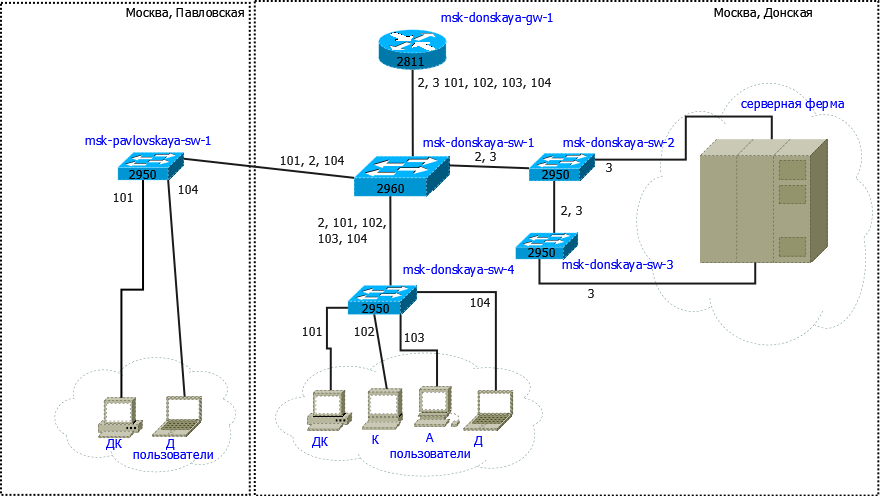 Москва, Павловская
Москва, Донская
msk-donskaya-gw-1
2811
2, 3 101, 102, 103, 104
серверная ферма
msk-pavlovskaya-sw-1
2950
101, 2, 104
msk-donskaya-sw-1
2960
2, 3
msk-donskaya-sw-2
2950
3
101
104
2, 101, 102,
103, 104
2, 3
2950
msk-donskaya-sw-3
3
msk-donskaya-sw-4
2950
101
102
103
104
ДК
Д
пользователи
ДК
К
А
Д
пользователи